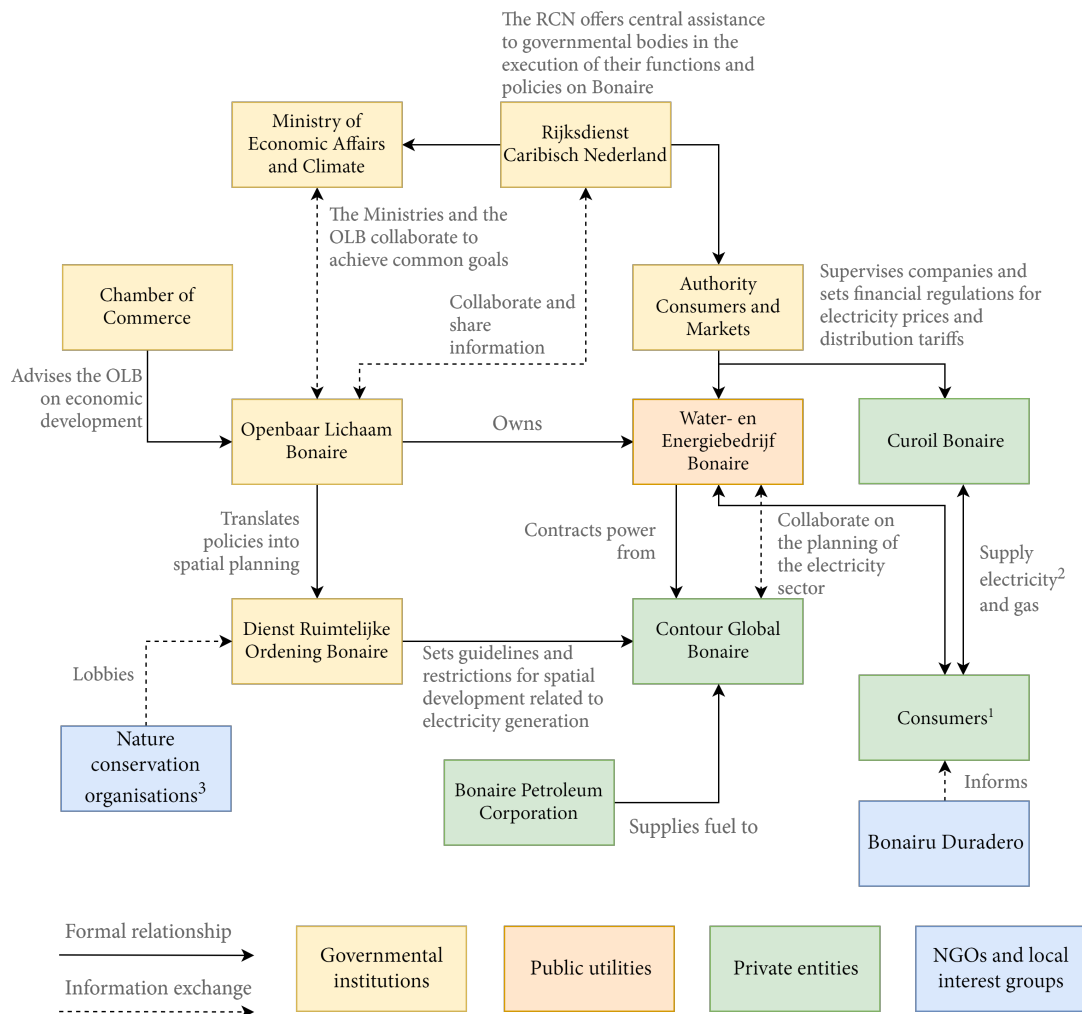 The RCN offers central assistance
to governmental bodies in the
execution of their functions and
policies on Bonaire
Ministry of
Economic Affairs
and Climate
Rijksdienst
Caribisch Nederland
The Ministries and the
OLB collaborate to
achieve common goals
Chamber of
Commerce
Collaborate and
share
information
Authority
Consumers and
Markets
Supervises companies and
sets financial regulations for
electricity prices and
distribution tariffs
Advises the OLB
on economic
development
Openbaar Lichaam
Bonaire
Owns
Water- en
Energiebedrijf
Bonaire
Curoil Bonaire
Translates
policies into
spatial planning
Contracts power
from
Collaborate on
the planning of
the electricity
sector
Supply
electricity²
and gas
Dienst Ruimtelijke
Ordening Bonaire
Contour Global
Bonaire
Lobbies
Sets guidelines and
restrictions for spatial
development related to
electricity generation
Consumers¹
Nature
conservation
organisations³
Bonaire Petroleum
Corporation
Supplies fuel to
Informs
Bonairu Duradero
Formal relationship
Information exchange
Governmental
institutions
Public utilities
Private entities
NGOs and local
interest groups